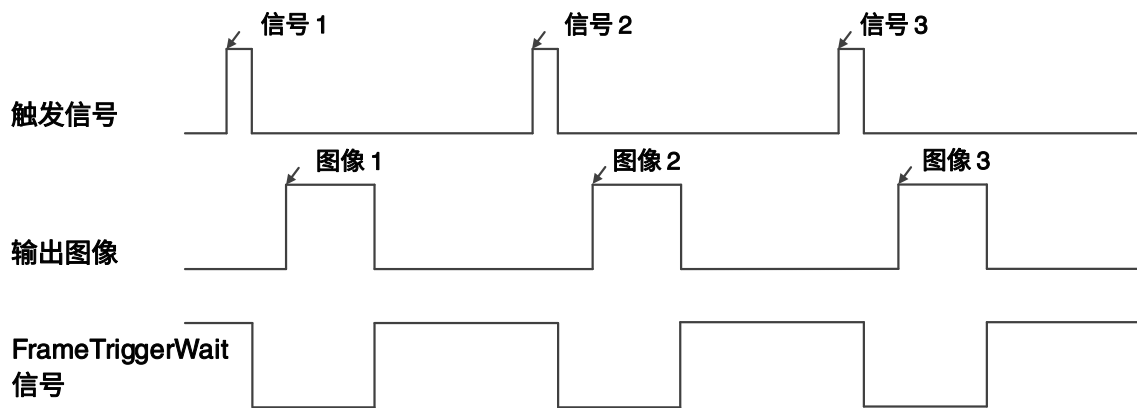 信号 1
信号 2
信号 3
触发信号
图像 1
图像 2
图像 3
输出图像
FrameTriggerWait
信号